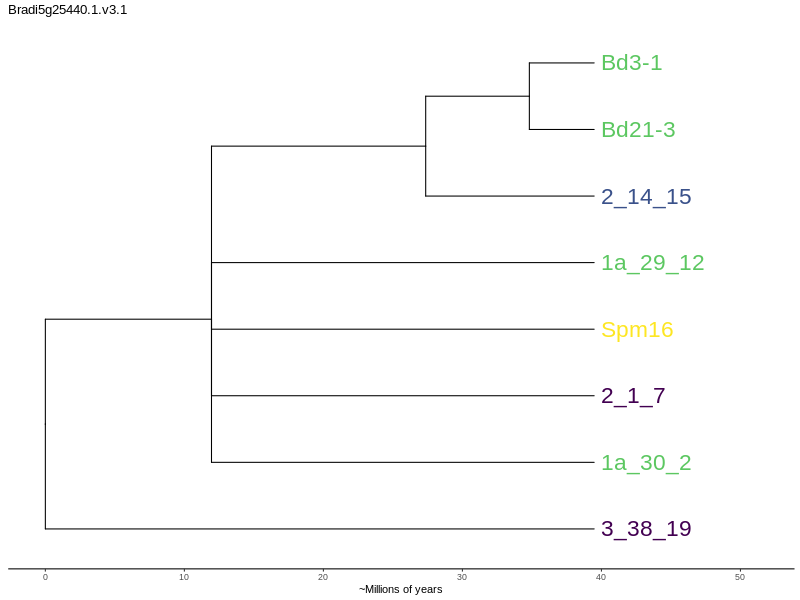 Bradi5g25440.1.v3.1
Bd3-1
Bd21-3
2_14_15
1a_29_12
Spm16
2_1_7
1a_30_2
3_38_19
0 10 20 30 40 50
~Millions of years